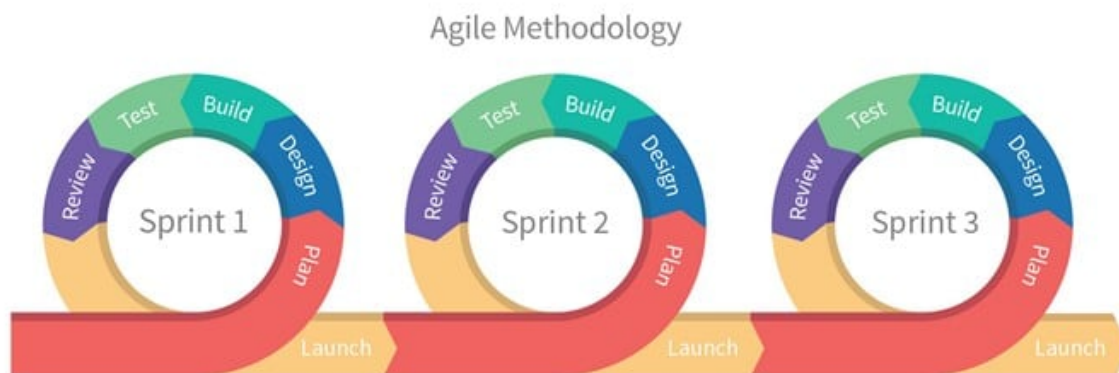 Agile Methodology
Test
Build
Design
Review
Sprint 1
Plan
Launch
Test
Build
Design
Review
Sprint 2
Plan
Launch
Test
Build
Design
Review
Sprint 3
Plan
Launch